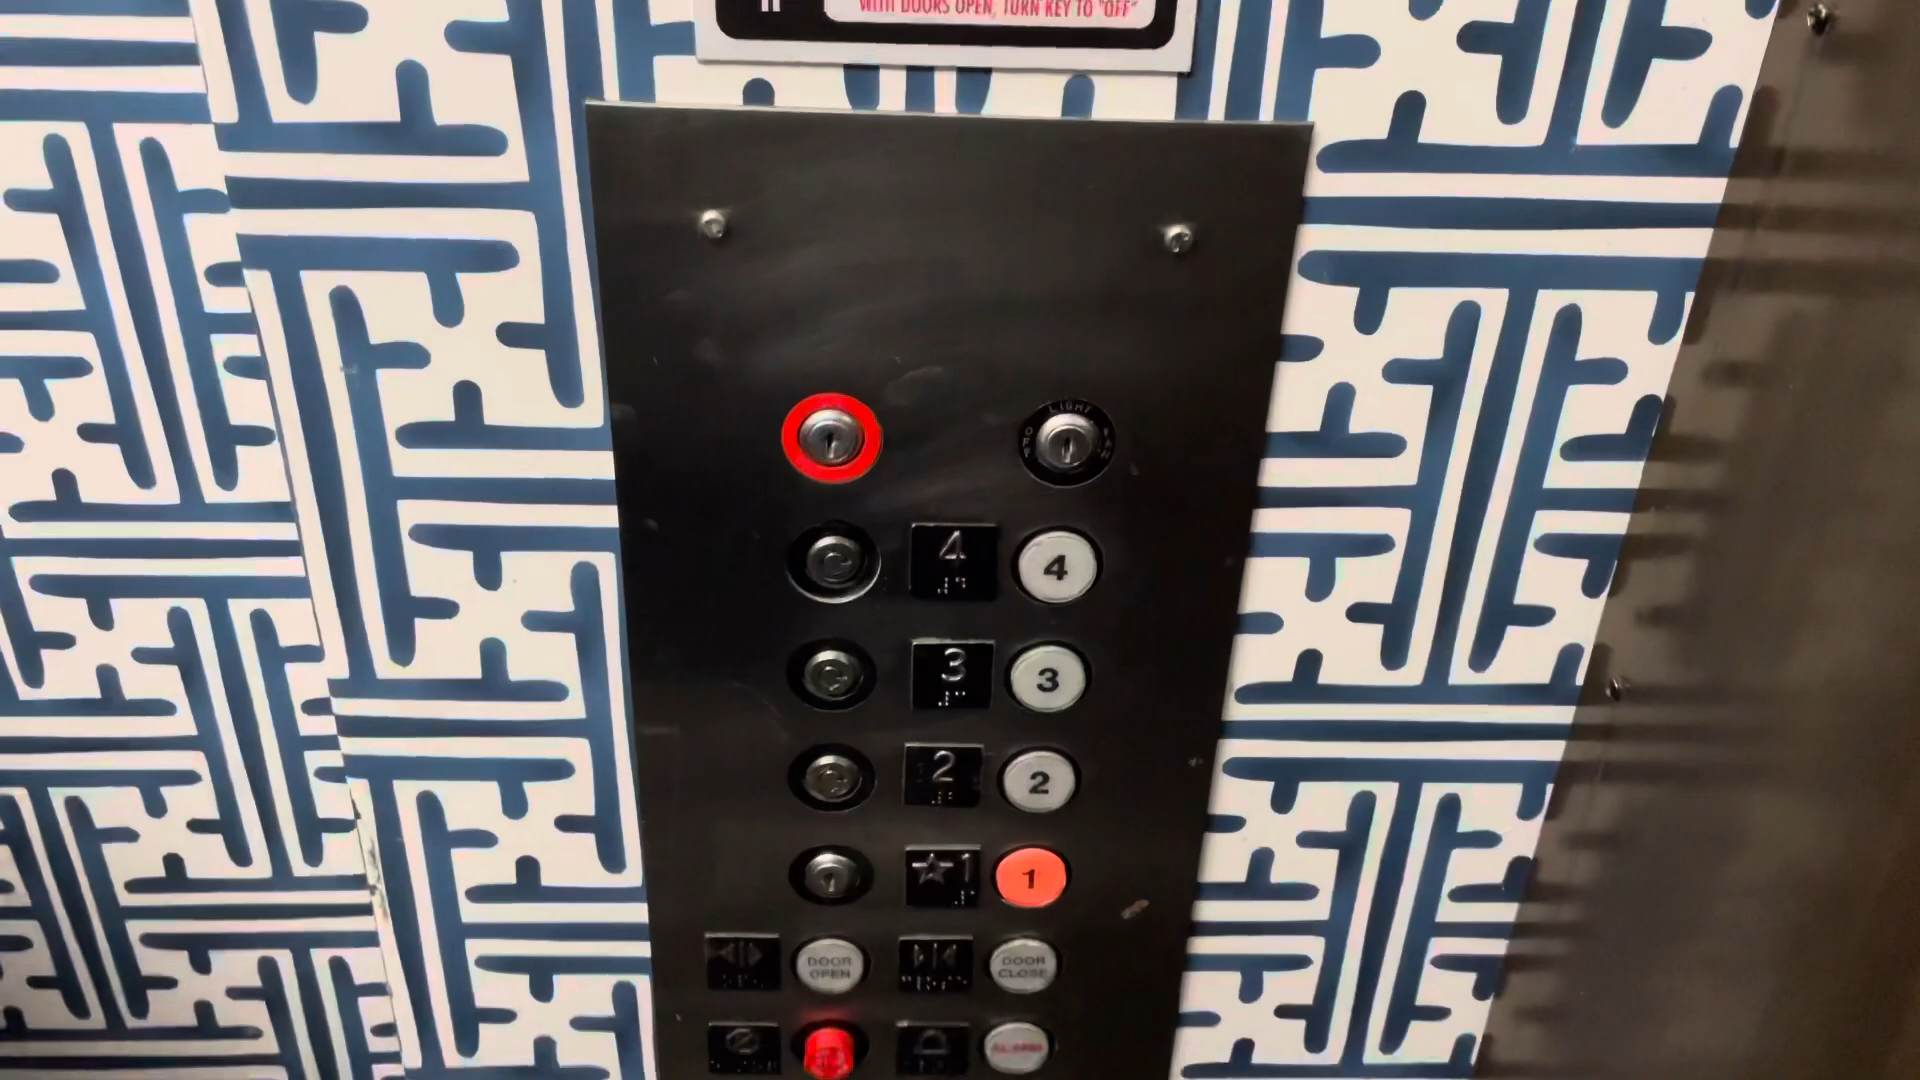 WITH DOORS OPEN, TURN KEY TO "OFF"
LIGHT
OFF
FAN
4 4
3 3
2 2
☆1 1
DOOR OPEN
DOOR CLOSE
ALARM